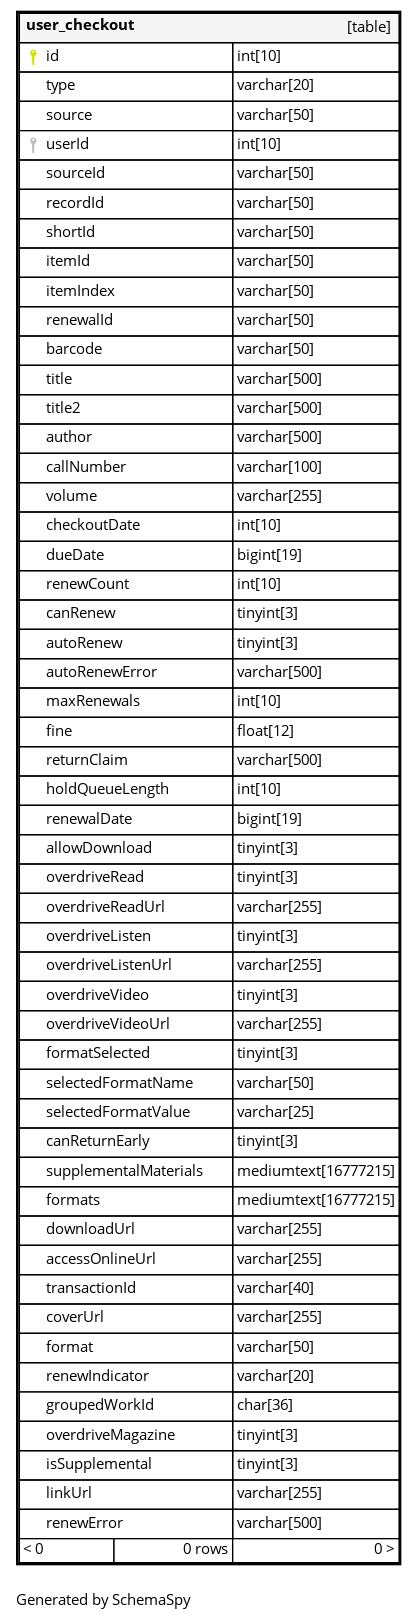 user_checkout [table]
id int[10]
type varchar[20]
source varchar[50]
userId int[10]
sourceId varchar[50]
recordId varchar[50]
shortId varchar[50]
itemId varchar[50]
itemIndex varchar[50]
renewalId varchar[50]
barcode varchar[50]
title varchar[500]
title2 varchar[500]
author varchar[500]
callNumber varchar[100]
volume varchar[255]
checkoutDate int[10]
dueDate bigint[19]
renewCount int[10]
canRenew tinyint[3]
autoRenew tinyint[3]
autoRenewError varchar[500]
maxRenewals int[10]
fine float[12]
returnClaim varchar[500]
holdQueueLength int[10]
renewalDate bigint[19]
allowDownload tinyint[3]
overdriveRead tinyint[3]
overdriveReadUrl varchar[255]
overdriveListen tinyint[3]
overdriveListenUrl varchar[255]
overdriveVideo tinyint[3]
overdriveVideoUrl varchar[255]
formatSelected tinyint[3]
selectedFormatName varchar[50]
selectedFormatValue varchar[25]
canReturnEarly tinyint[3]
supplementalMaterials mediumtext[16777215]
formats mediumtext[16777215]
downloadUrl varchar[255]
accessOnlineUrl varchar[255]
transactionId varchar[40]
coverUrl varchar[255]
format varchar[50]
renewIndicator varchar[20]
groupedWorkId char[36]
overdriveMagazine tinyint[3]
isSupplemental tinyint[3]
linkUrl varchar[255]
renewError varchar[500]
< 0 0 rows 0 >
Generated by SchemaSpy